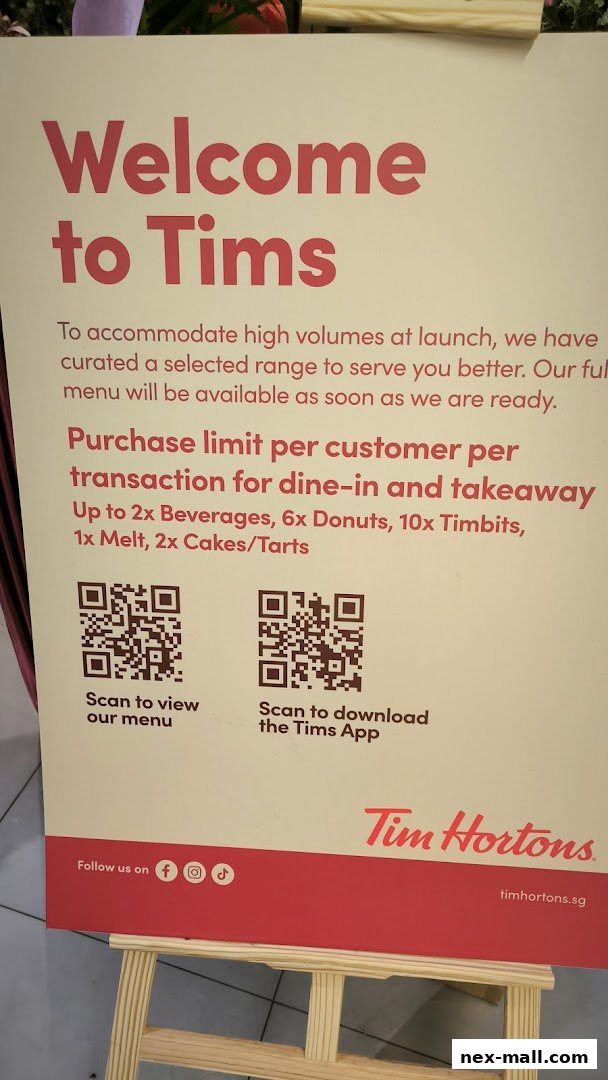 Welcome
to Tims
To accommodate high volumes at launch, we have
curated a selected range to serve you better. Our ful
menu will be available as soon as we are ready.
Purchase limit per customer per
transaction for dine-in and takeaway
Up to 2x Beverages, 6x Donuts, 10x Timbits,
1x Melt, 2x Cakes/Tarts
Scan to view
our menu
Scan to download
the Tims App
Tim Hortons.
Follow us on
timhortons.sg
nex-mall.com